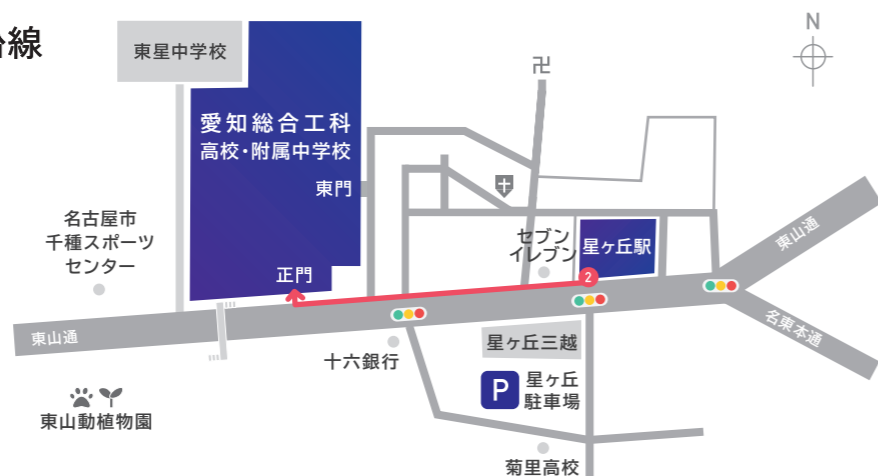 沿線
東星中学校
愛知総合工科
高校・附属中学校
東門
正門
名古屋市
千種スポーツ
センター
N
卍
セブン
イレブン
星ヶ丘駅
2
東山通
名東本通
東山通
十六銀行
星ヶ丘三越
P
星ヶ丘
駐車場
東山動植物園
菊里高校